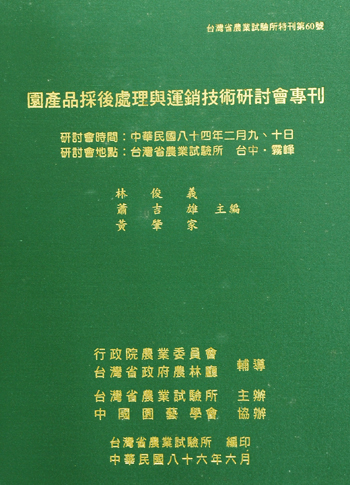 台灣省農業試驗所特刊第60號
園產品採後處理與運銷技術研討會專刊
研討會時間：中華民國八十四年二月九、十日
研討會地點：台灣省農業試驗所 台中・霧峰
林俊義
蕭吉雄 主編
黃肇家
行政院農業委員會
台灣省政府農林廳 輔導
台灣省農業試驗所 主辦
中國園藝學會 協辦
台灣省農業試驗所 編印
中華民國八十六年六月